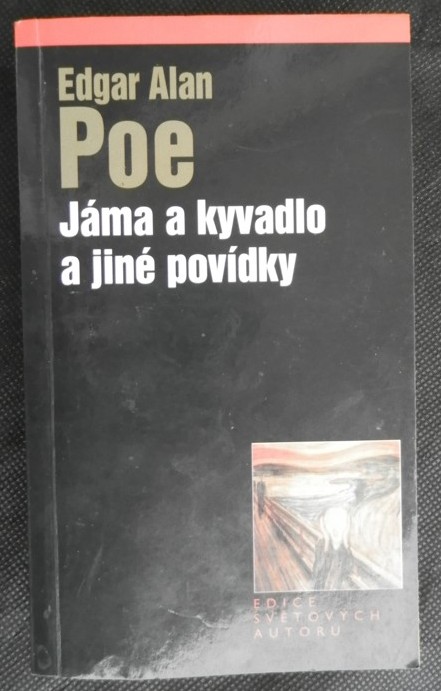 Edgar Alan
Poe
Jáma a kyvadlo
a jiné povídky
EDICE
SVĚTOVÝCH
AUTORŮ